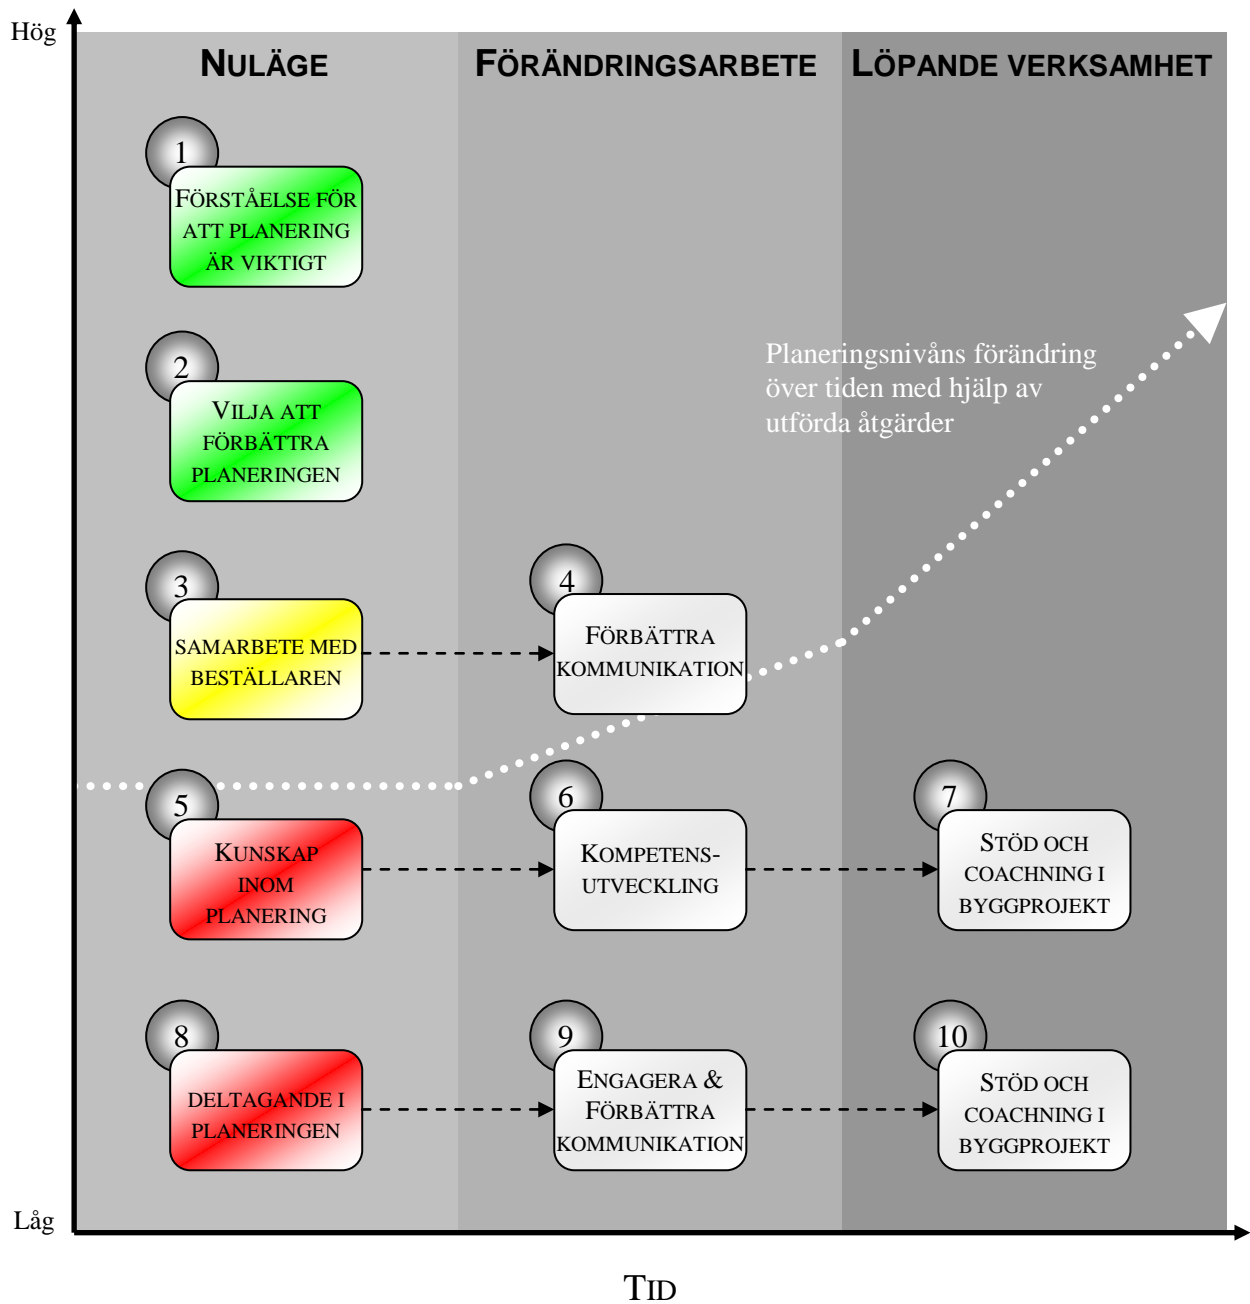 Hög
NULÄGE
FÖRÄNDRINGSARBETE
LÖPANDE VERKSAMHET
1
FÖRSTÅELSE FÖR
ATT PLANERING
ÄR VIKTIGT
2
VILJA ATT
FÖRBÄTTRA
PLANERINGEN
Planeringsnivåns förändring
över tiden med hjälp av
utförda åtgärder
3
SAMARBETE MED
BESTÄLLAREN
4
FÖRBÄTTRA
KOMMUNIKATION
5
KUNSKAP
INOM
PLANERING
6
KOMPETENS-
UTVECKLING
7
STÖD OCH
COACHNING I
BYGGPROJEKT
8
DELTAGANDE I
PLANERINGEN
9
ENGAGERA &
FÖRBÄTTRA
KOMMUNIKATION
10
STÖD OCH
COACHNING I
BYGGPROJEKT
Låg
TID